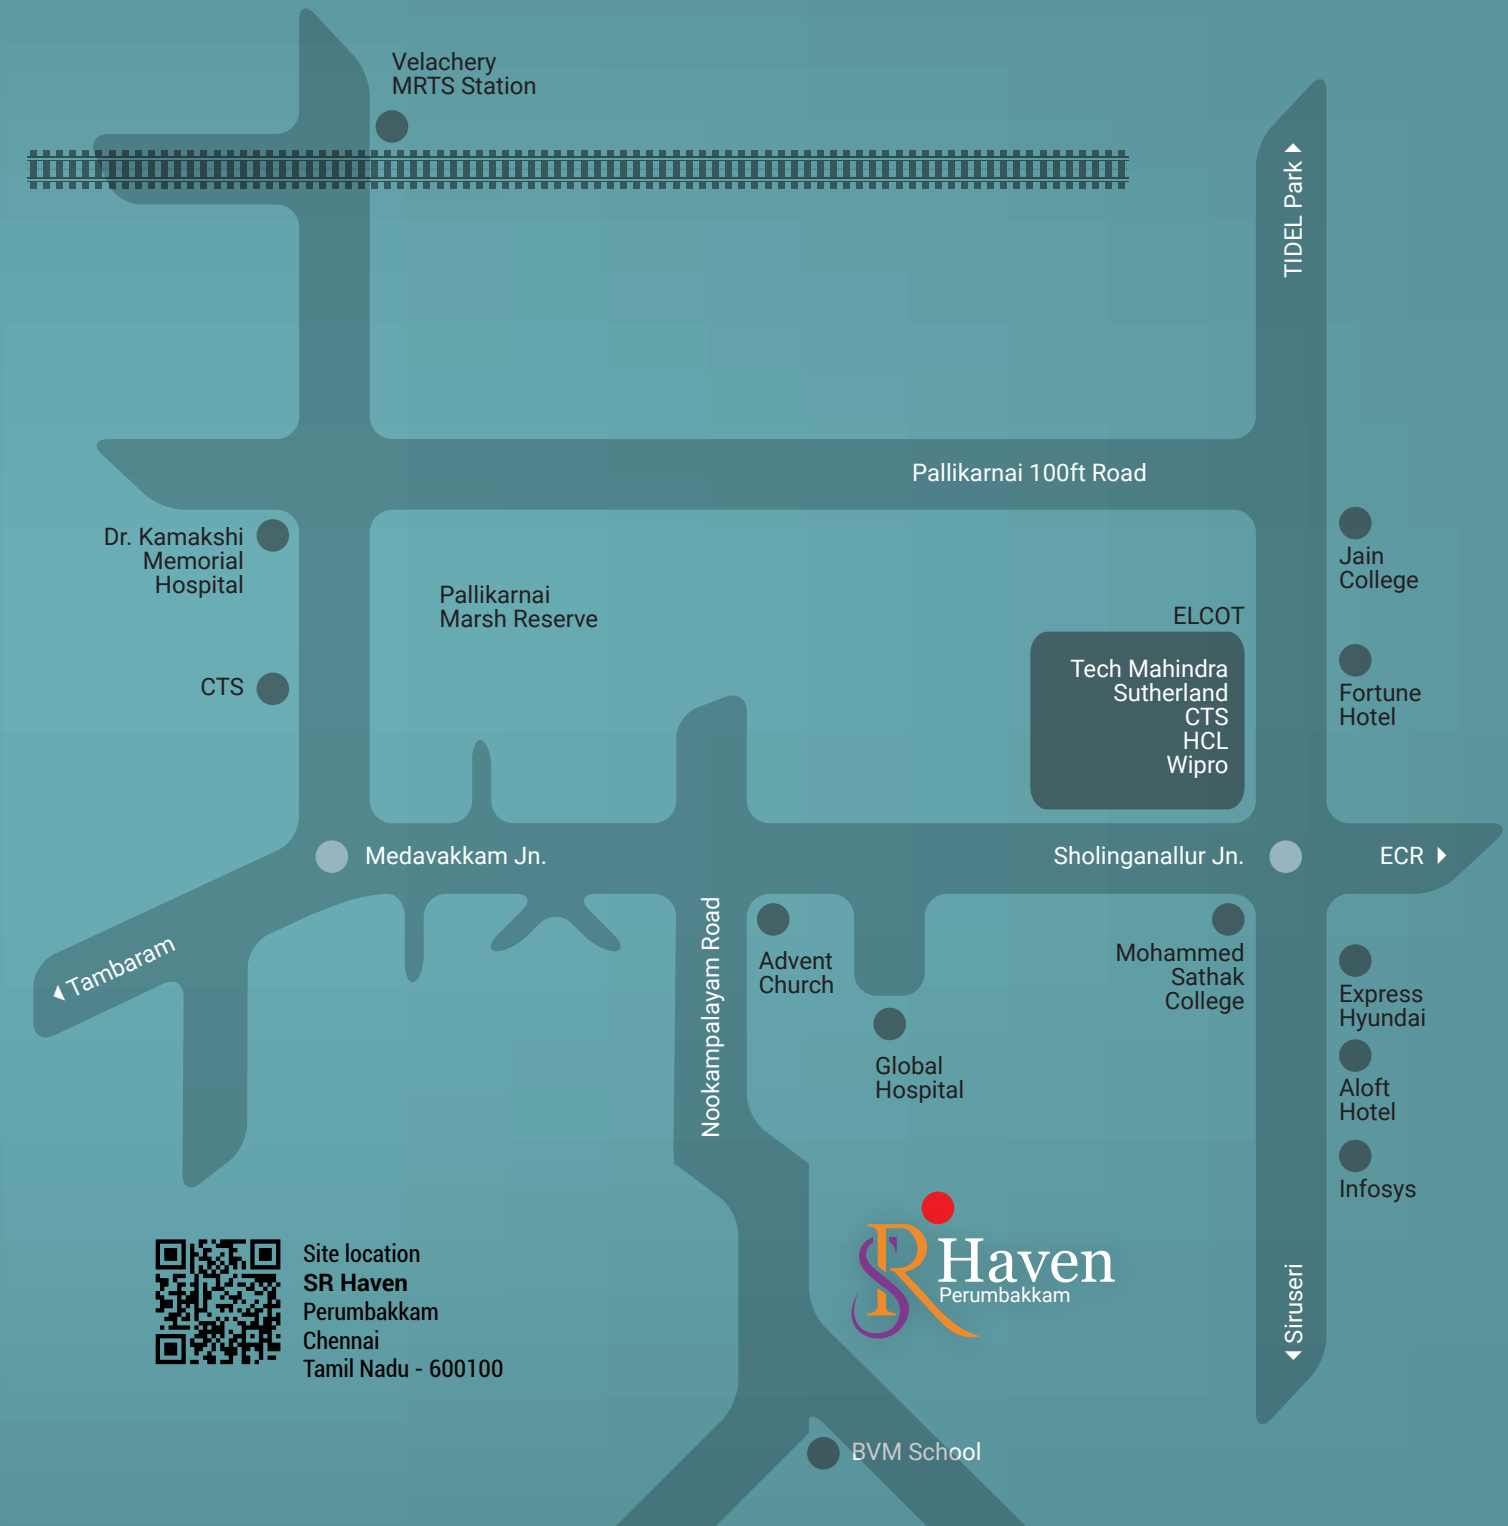 Velachery
MRTS Station
TIDEL Park
Pallikarnai 100ft Road
Dr. Kamakshi
Memorial
Hospital
Jain
College
Pallikarnai
Marsh Reserve
ELCOT
Tech Mahindra
Sutherland
CTS
HCL
Wipro
CTS
Fortune
Hotel
Medavakkam Jn.
Sholinganallur Jn.
ECR
Tambaram
Nookampalayam Road
Advent
Church
Mohammed
Sathak
College
Express
Hyundai
Global
Hospital
Aloft
Hotel
Infosys
SR Haven
Perumbakkam
Siruseri
Site location
SR Haven
Perumbakkam
Chennai
Tamil Nadu - 600100
BVM School